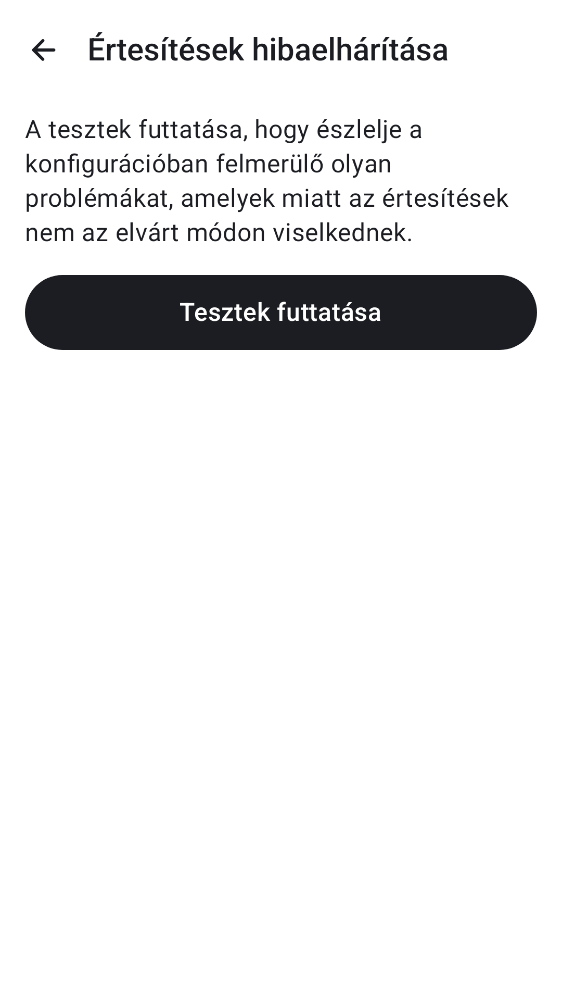 Értesítések hibaelhárítása
A tesztek futtatása, hogy észlelje a
konfigurációban felmerülő olyan
problémákat, amelyek miatt az értesítések
nem az elvárt módon viselkednek.
Tesztek futtatása